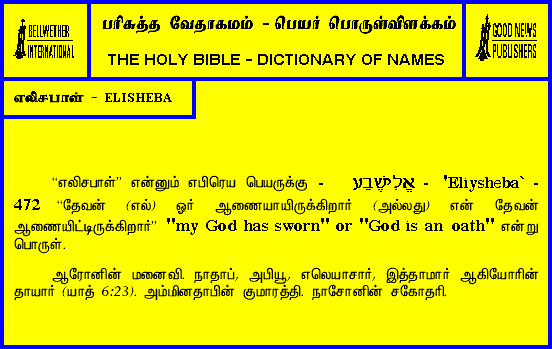 BELLWETHER
INTERNATIONAL
பரிசுத்த வேதாகமம் - பெயர் பொருள்விளக்கம்
THE HOLY BIBLE - DICTIONARY OF NAMES
GOOD NEWS
PUBLISHERS
எலிசபாள் - ELISHEBA
“எலிசபாள்” என்னும் எபிரெய பெயருக்கு - אֱלִישֶׁבַע - 'Eliysheba` -
472 “தேவன் (எல்) ஓர் ஆணையாயிருக்கிறார் (அல்லது) என் தேவன்
ஆணையிட்டிருக்கிறார்” "my God has sworn" or "God is an oath" என்று
பொருள்.
ஆரோனின் மனைவி. நாதாப், அபியூ, எலெயாசார், இத்தாமார் ஆகியோரின்
தாயார் (யாத் 6:23). அம்மினதாபின் குமாரத்தி. நாசோனின் சகோதரி.